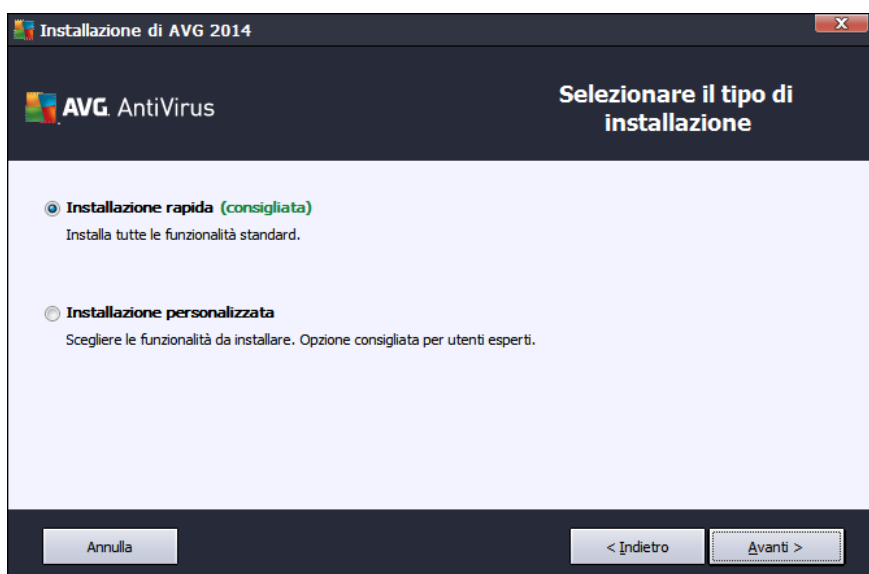 Installazione di AVG 2014
X
AVG. AntiVirus
Selezionare il tipo di
installazione
Installazione rapida (consigliata)
Installa tutte le funzionalità standard.
Installazione personalizzata
Scegliere le funzionalità da installare. Opzione consigliata per utenti esperti.
Annulla
< Indietro
Avanti >